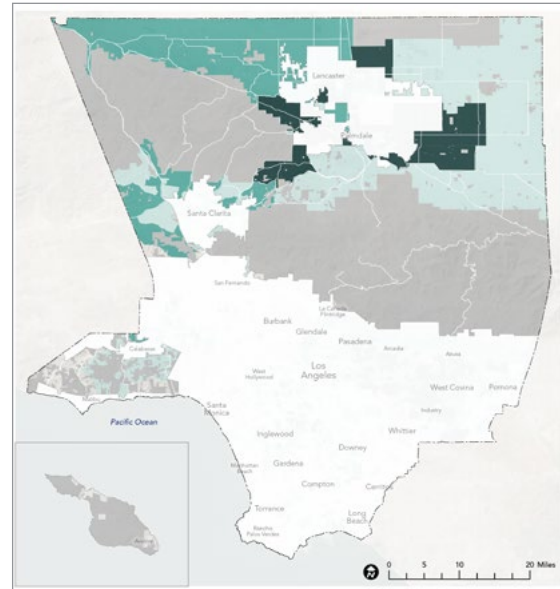 Lancaster
Palmdale
Santa Clarita
San Fernando
La Cañada
Flintridge
Burbank
Glendale
Pasadena
Arcadia
Azusa
Calabasas
West
Hollywood
Los
Angeles
West Covina
Pomona
Malibu
Santa
Monica
Industry
Pacific Ocean
Whittier
Inglewood
Downey
Manhattan
Beach
Gardena
Compton
Cerritos
Torrance
Long
Beach
Rancho
Palos Verdes
Avalon
N
0 5 10 20 Miles